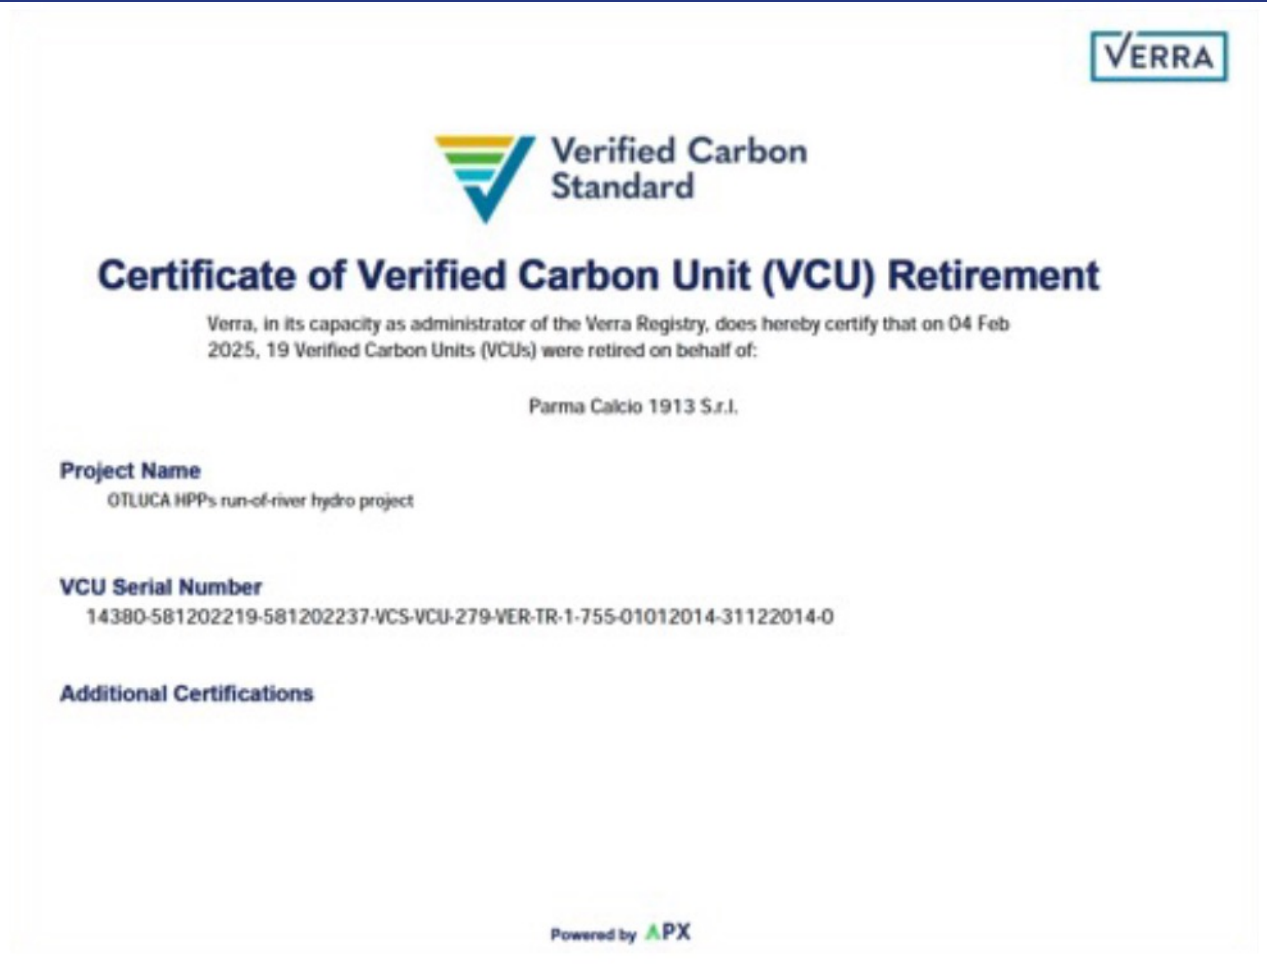 VERRA
Verified Carbon
Standard
Certificate of Verified Carbon Unit (VCU) Retirement
Verra, in its capacity as administrator of the Verra Registry, does hereby certify that on 04 Feb
2025, 19 Verified Carbon Units (VCUs) were retired on behalf of:
Parma Calcio 1913 S.r.l.
Project Name
OTLUCA HPPs run-of-river hydro project
VCU Serial Number
14380-581202219-581202237-VCS-VCU-279-VER-TR-1-755-01012014-31122014-0
Additional Certifications
Powered by APX